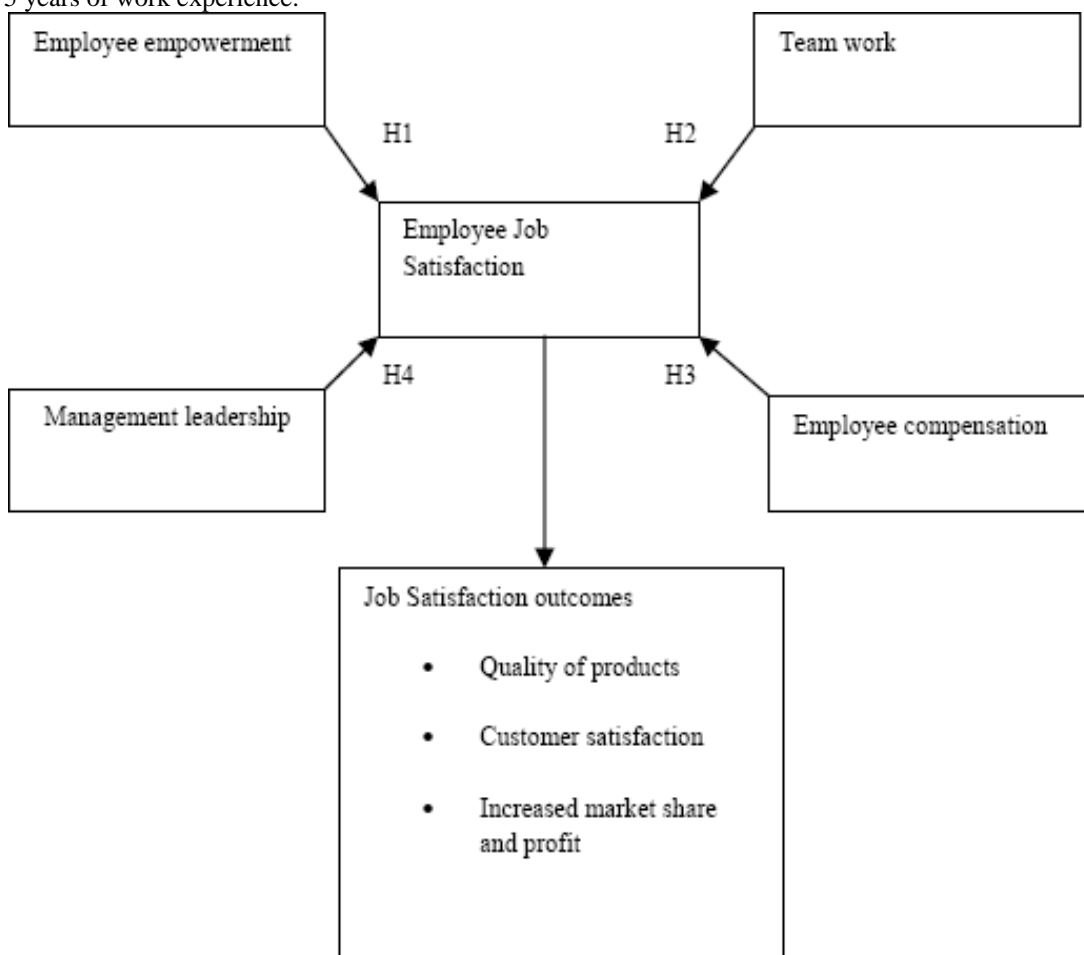 5 years of work experience.
Employee empowerment
Team work
H1
H2
Employee Job
Satisfaction
H4
H3
Management leadership
Employee compensation
Job Satisfaction outcomes
• Quality of products
• Customer satisfaction
• Increased market share
and profit